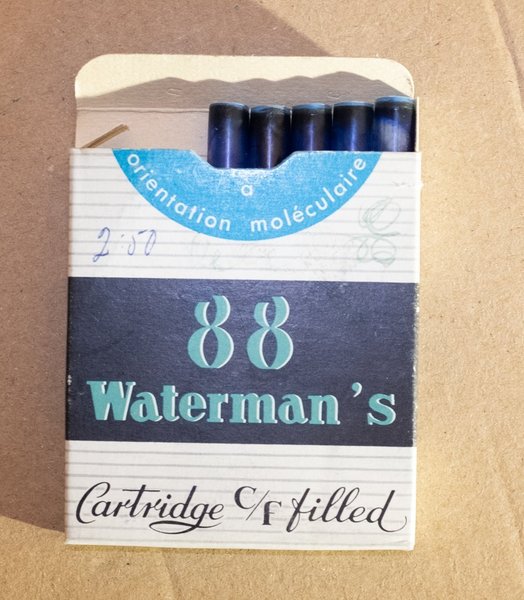 à
orientation moléculaire
2.50
88
Waterman's
Cartridge C/F filled